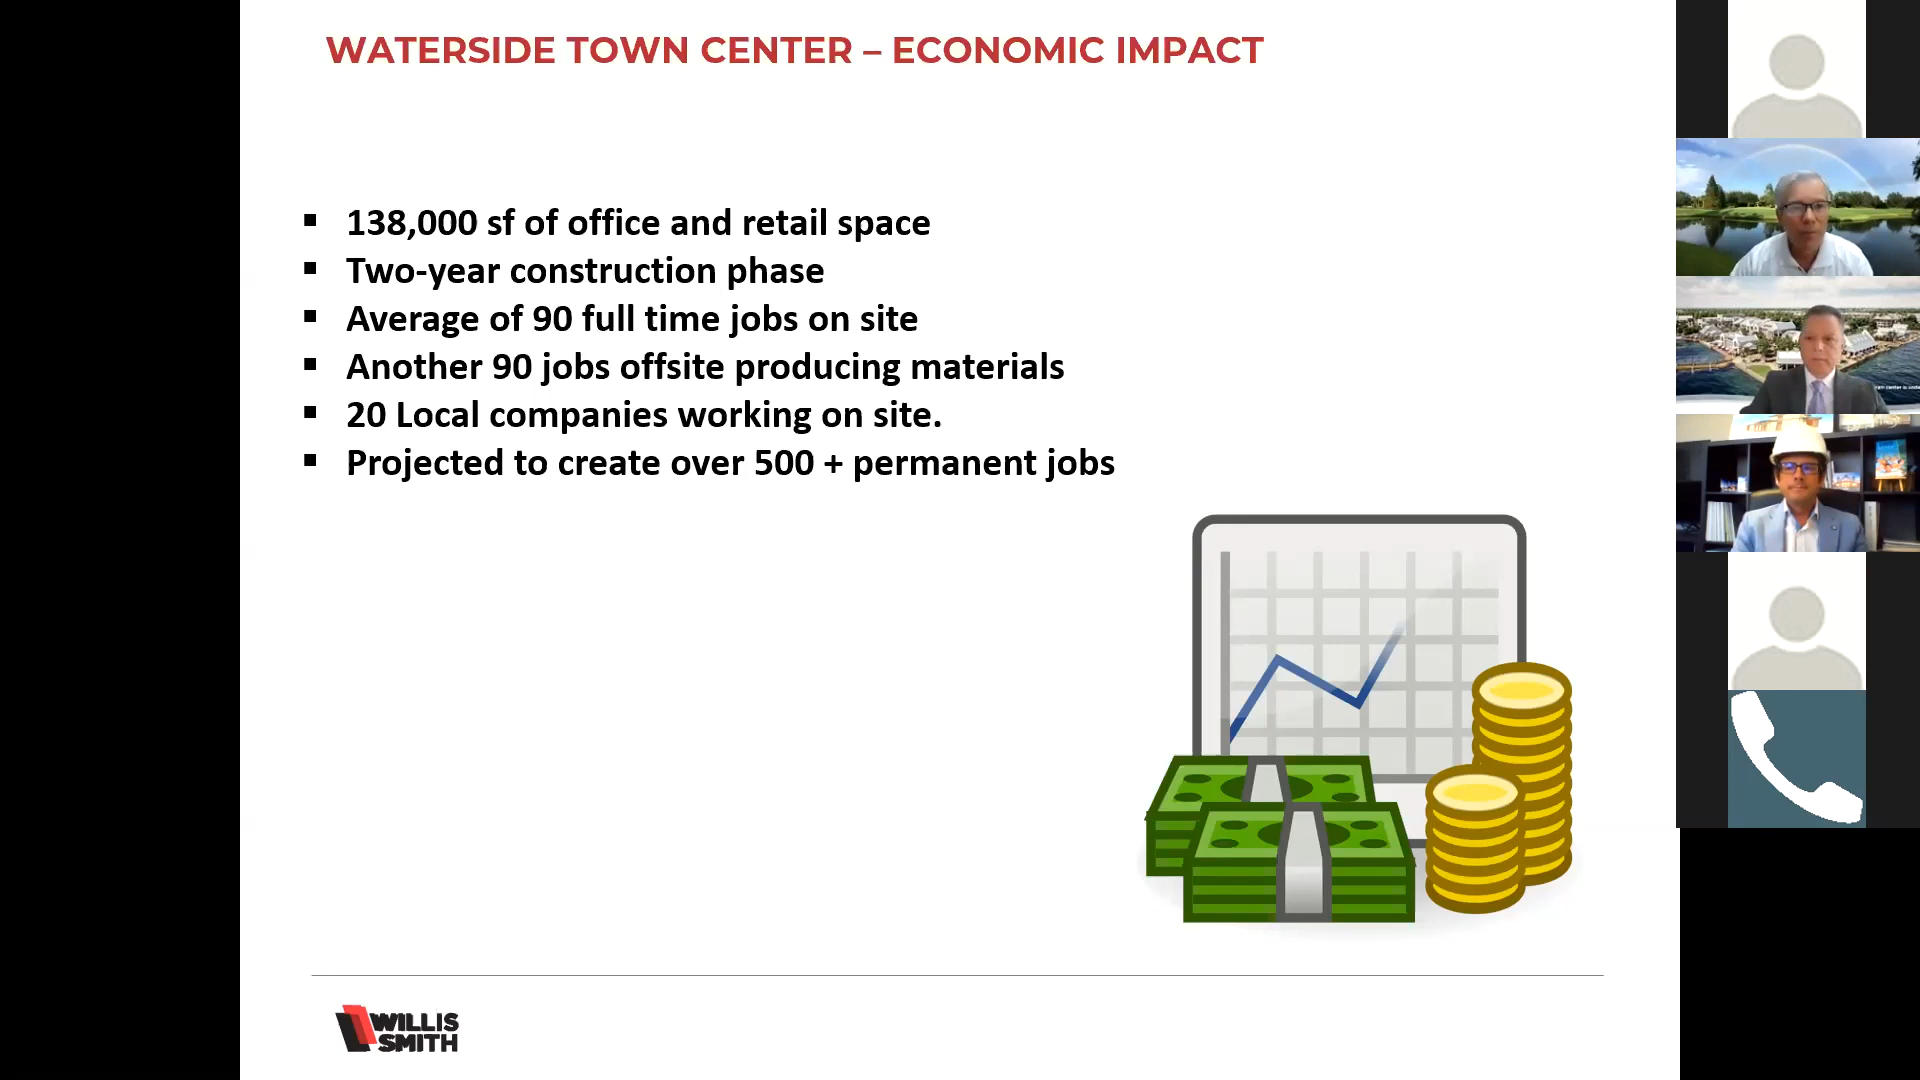 WATERSIDE TOWN CENTER – ECONOMIC IMPACT
▪ 138,000 sf of office and retail space
▪ Two-year construction phase
▪ Average of 90 full time jobs on site
▪ Another 90 jobs offsite producing materials
▪ 20 Local companies working on site.
▪ Projected to create over 500 + permanent jobs
WILLIS
SMITH